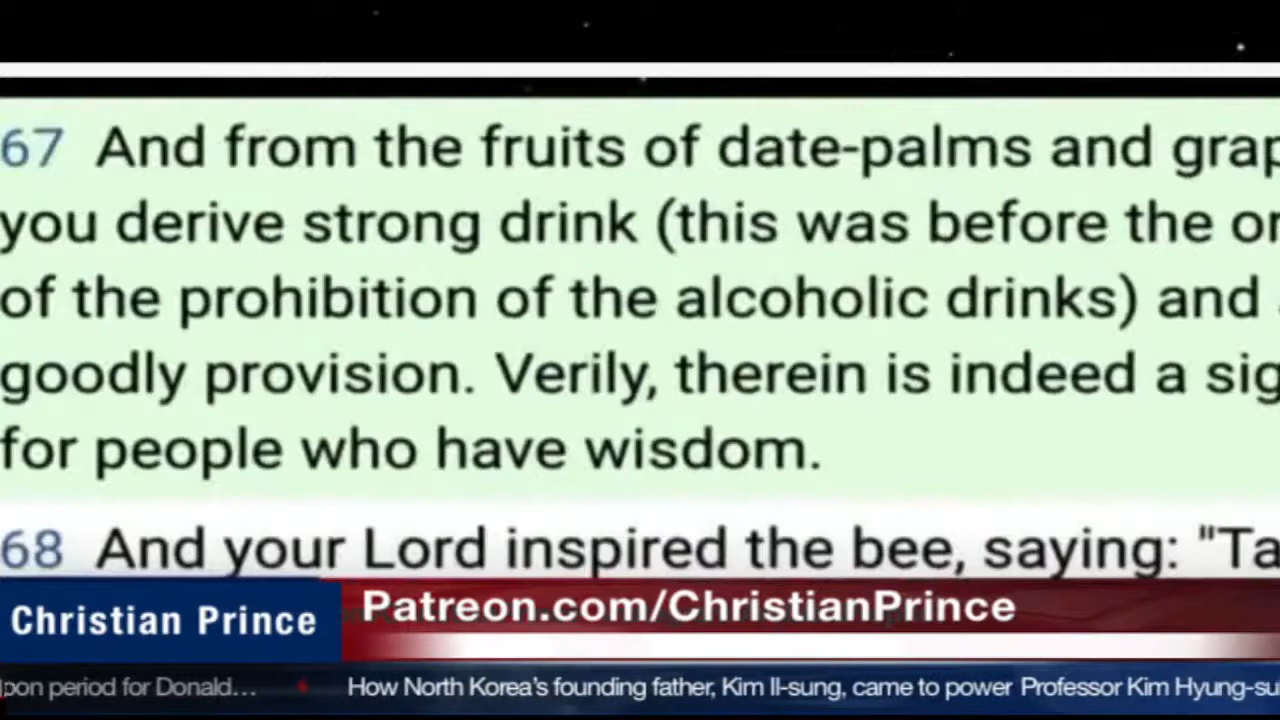 67 And from the fruits of date-palms and grap
you derive strong drink (this was before the or
of the prohibition of the alcoholic drinks) and
goodly provision. Verily, therein is indeed a sig
for people who have wisdom.
68 And your Lord inspired the bee, saying: "Ta
Christian Prince
Patreon.com/ChristianPrince
pon period for Donald... How North Korea's founding father, Kim Il-sung, came to power Professor Kim Hyung-su